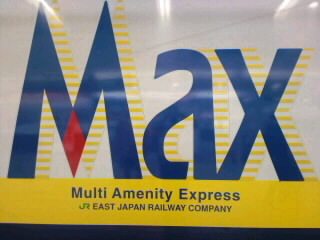 Max
Multi Amenity Express
JR EAST JAPAN RAILWAY COMPANY